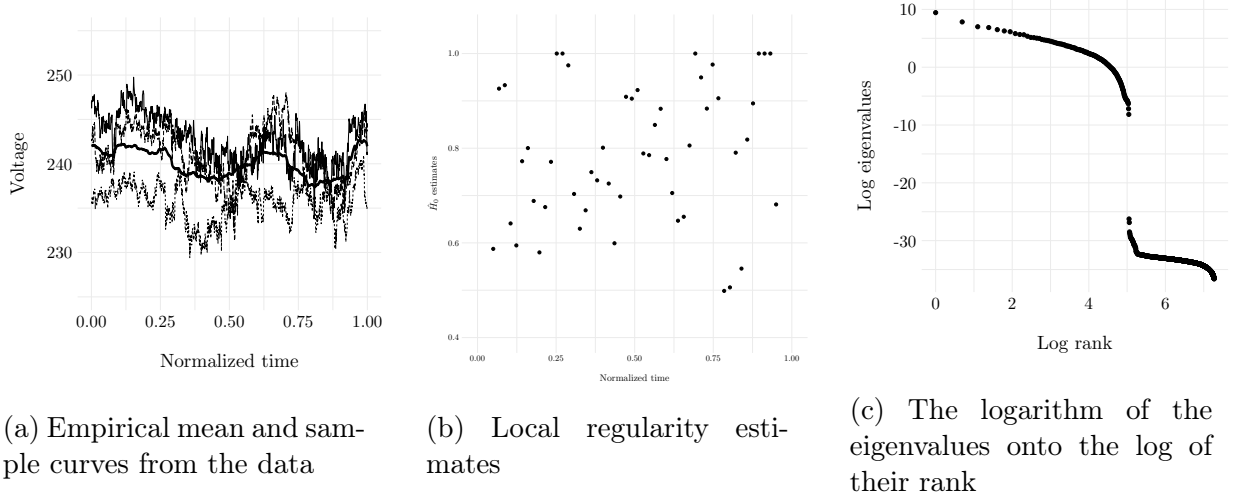 250
240
230
Voltage
0.00 0.25 0.50 0.75 1.00
Normalized time
(a) Empirical mean and sam-
ple curves from the data
1.0
0.8
0.6
0.4
Ĥ₀ estimates
0.00 0.25 0.50 0.75 1.00
Normalized time
(b) Local regularity esti-
mates
10
0
-10
-20
-30
Log eigenvalues
0 2 4 6
Log rank
(c) The logarithm of the
eigenvalues onto the log of
their rank